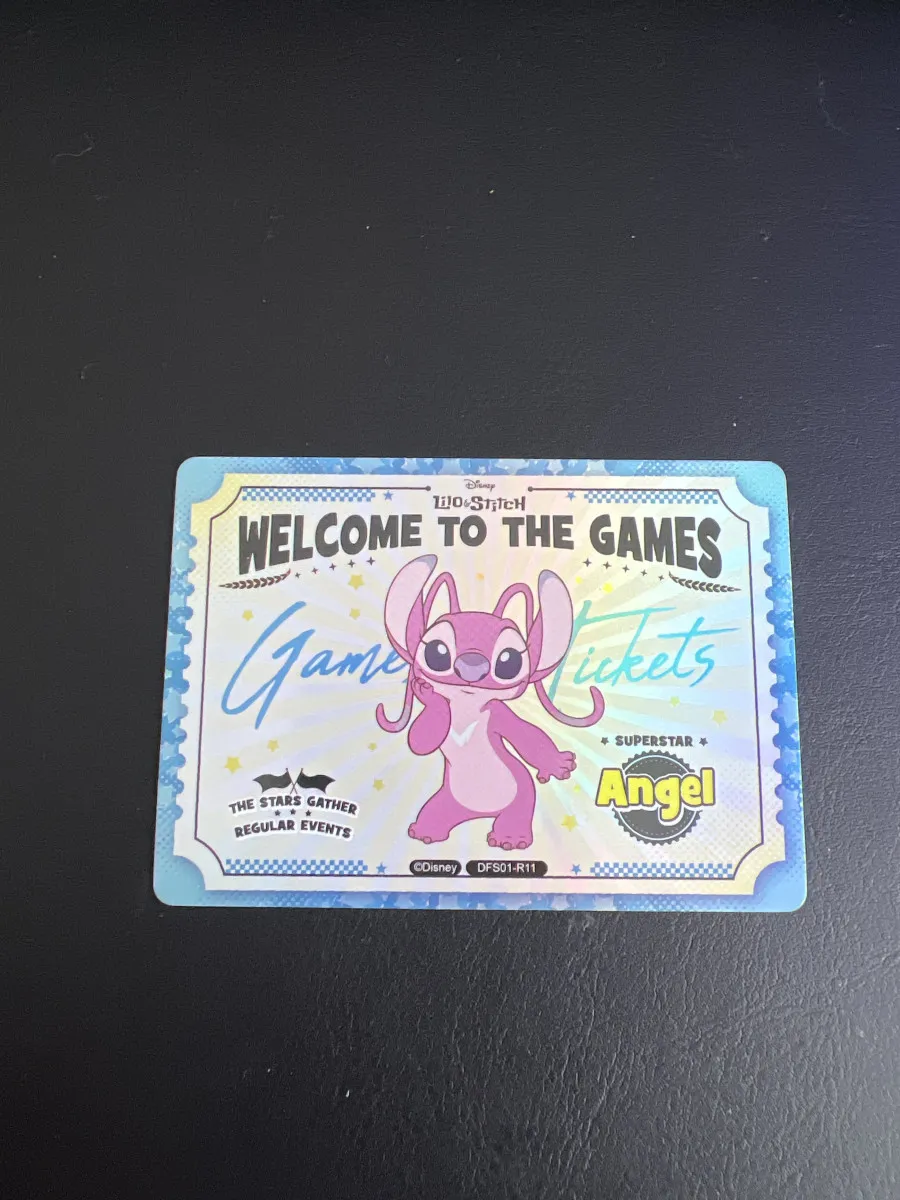 Disney
Lilo & Stitch
WELCOME TO THE GAMES
Game Tickets
★ SUPERSTAR ★
Angel
THE STARS GATHER
★ ★ ★
REGULAR EVENTS
©Disney DFS01-R11